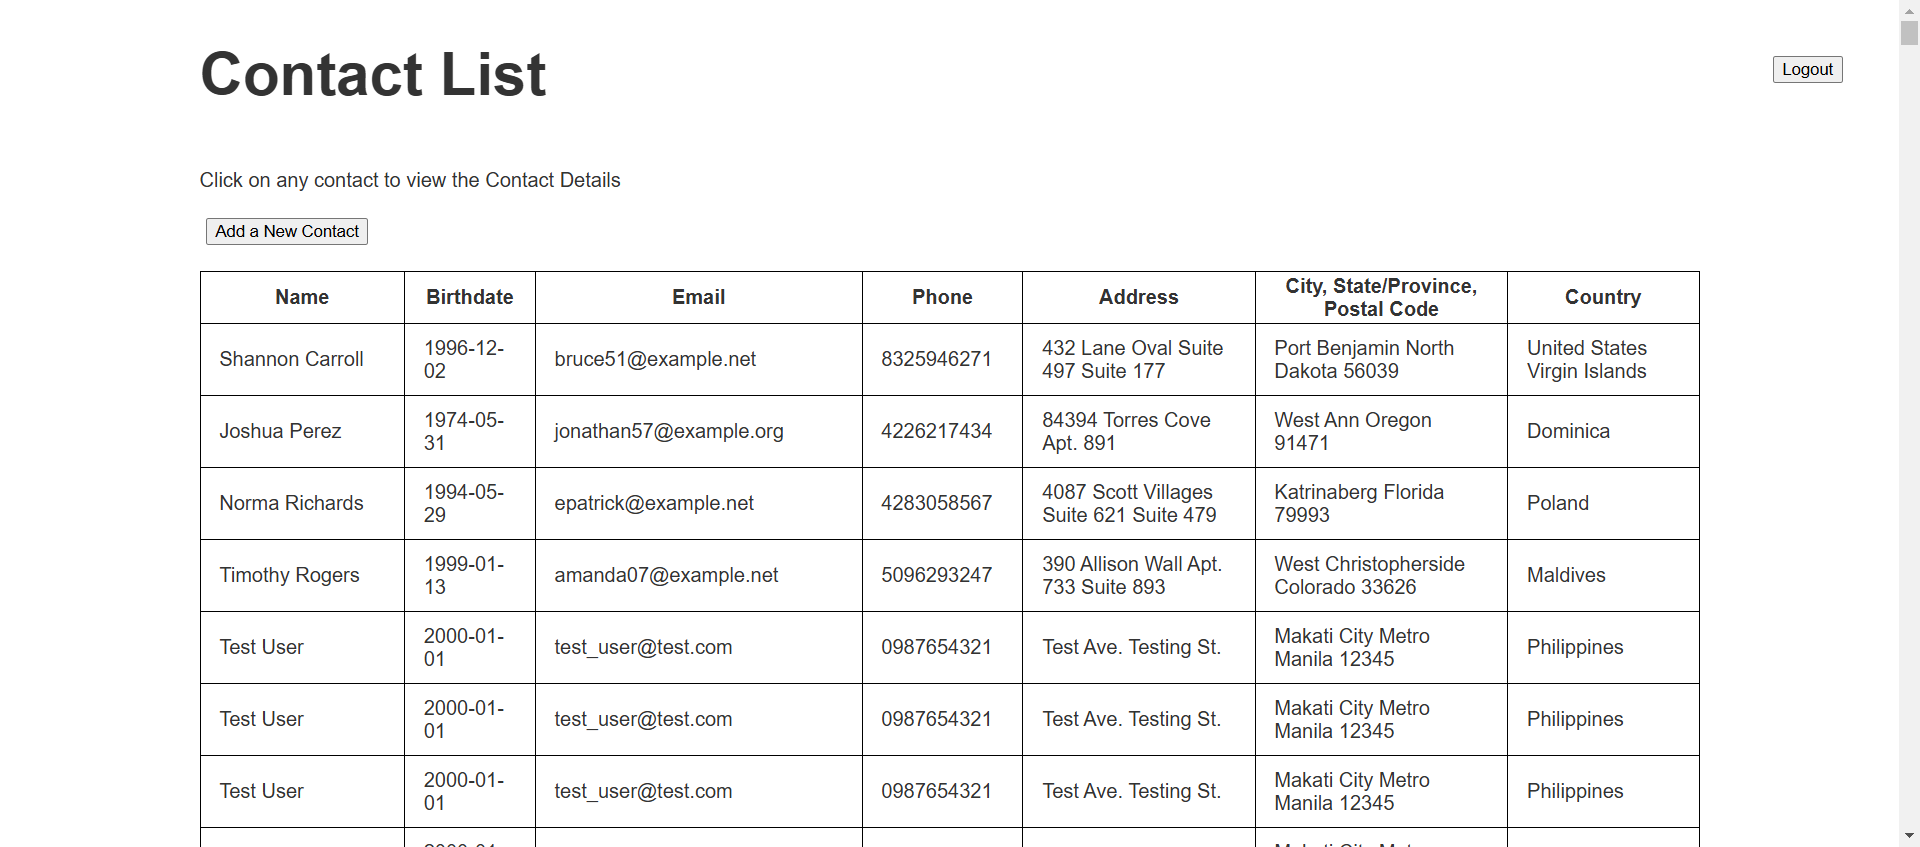 Contact List
Logout
Click on any contact to view the Contact Details
Add a New Contact
Name Birthdate Email Phone Address City, State/Province, Postal Code Country
Shannon Carroll 1996-12-02 bruce51@example.net 8325946271 432 Lane Oval Suite 497 Suite 177 Port Benjamin North Dakota 56039 United States Virgin Islands
Joshua Perez 1974-05-31 jonathan57@example.org 4226217434 84394 Torres Cove Apt. 891 West Ann Oregon 91471 Dominica
Norma Richards 1994-05-29 epatrick@example.net 4283058567 4087 Scott Villages Suite 621 Suite 479 Katrinaberg Florida 79993 Poland
Timothy Rogers 1999-01-13 amanda07@example.net 5096293247 390 Allison Wall Apt. 733 Suite 893 West Christopherside Colorado 33626 Maldives
Test User 2000-01-01 test_user@test.com 0987654321 Test Ave. Testing St. Makati City Metro Manila 12345 Philippines
Test User 2000-01-01 test_user@test.com 0987654321 Test Ave. Testing St. Makati City Metro Manila 12345 Philippines
Test User 2000-01-01 test_user@test.com 0987654321 Test Ave. Testing St. Makati City Metro Manila 12345 Philippines